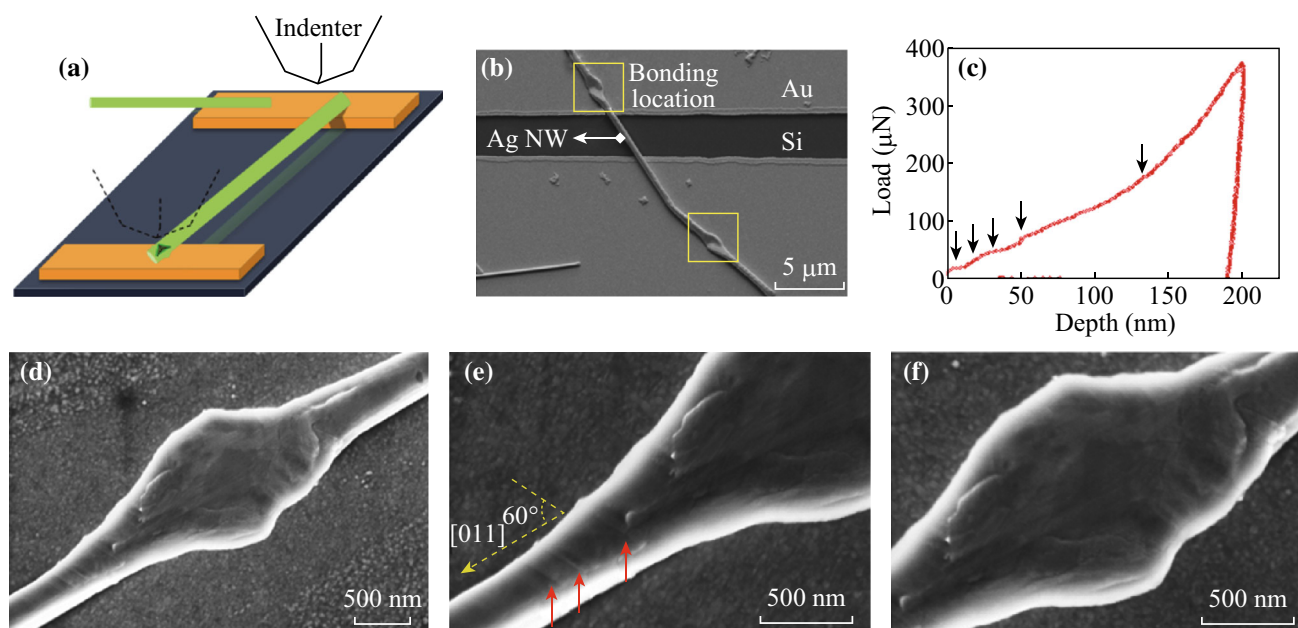 (a)
Indenter
(b)
Bonding
location
Au
Ag NW
Si
5 μm
(c)
400
300
200
100
0
Load (μN)
0
50
100
150
200
Depth (nm)
(d)
500 nm
(e)
60°
[011]
500 nm
(f)
500 nm